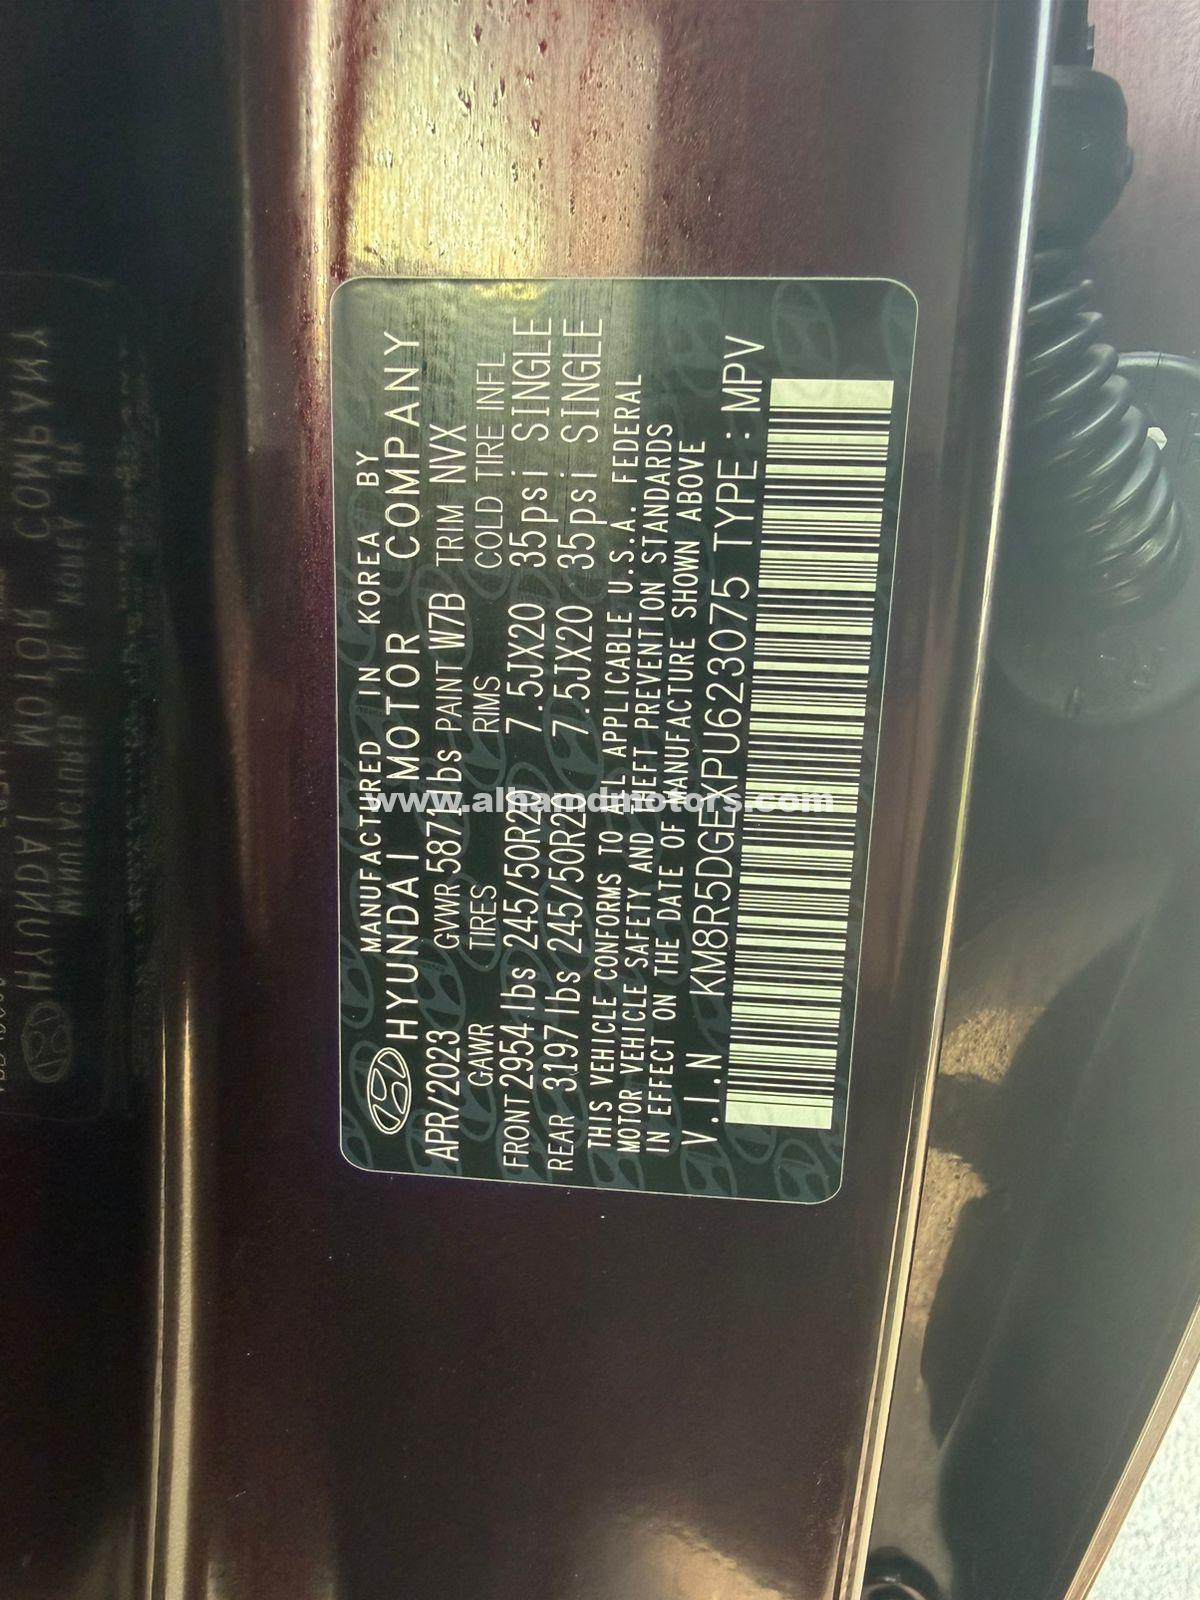 MANUFACTURED IN KOREA BY
HYUNDAI MOTOR COMPANY
APR/2023 GVWR 5871lbs PAINT W7B TRIM NVX
GAWR TIRES RIMS COLD TIRE INFL
FRONT 2954 lbs 245/50R20 7.5JX20 35psi SINGLE
REAR 3197 lbs 245/50R20 7.5JX20 35psi SINGLE
THIS VEHICLE CONFORMS TO ALL APPLICABLE U.S.A. FEDERAL
MOTOR VEHICLE SAFETY AND THEFT PREVENTION STANDARDS
IN EFFECT ON THE DATE OF MANUFACTURE SHOWN ABOVE
V.I.N KM8R5DGEXPU623075 TYPE : MPV
www.alhamdmotors.com